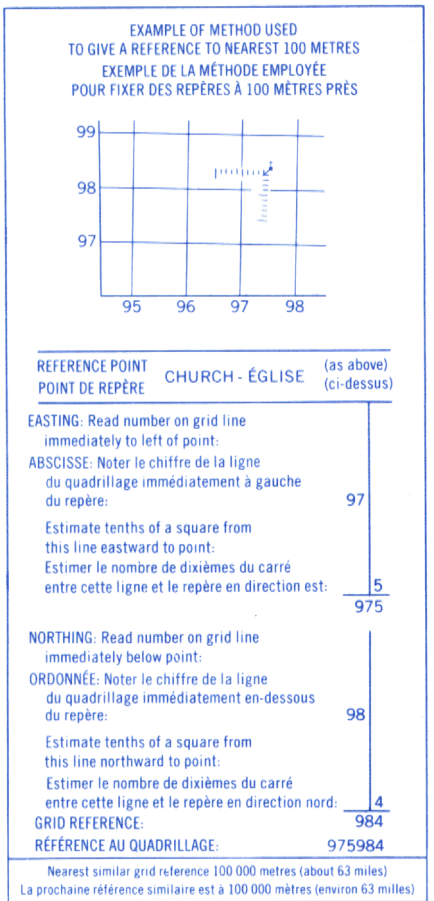 EXAMPLE OF METHOD USED
TO GIVE A REFERENCE TO NEAREST 100 METRES
EXEMPLE DE LA MÉTHODE EMPLOYÉE
POUR FIXER DES REPÈRES À 100 MÈTRES PRÈS
99
98
97
95 96 97 98
REFERENCE POINT
POINT DE REPÈRE
CHURCH - ÉGLISE
(as above)
(ci-dessus)
EASTING: Read number on grid line
immediately to left of point:
ABSCISSE: Noter le chiffre de la ligne
du quadrillage immédiatement à gauche
du repère: 97
Estimate tenths of a square from
this line eastward to point:
Estimer le nombre de dixièmes du carré
entre cette ligne et le repère en direction est: 5
975
NORTHING: Read number on grid line
immediately below point:
ORDONNÉE: Noter le chiffre de la ligne
du quadrillage immédiatement en-dessous
du repère: 98
Estimate tenths of a square from
this line northward to point:
Estimer le nombre de dixièmes du carré
entre cette ligne et le repère en direction nord: 4
GRID REFERENCE: 984
RÉFÉRENCE AU QUADRILLAGE: 975984
Nearest similar grid reference 100 000 metres (about 63 miles)
La prochaine référence similaire est à 100 000 mètres (environ 63 milles)